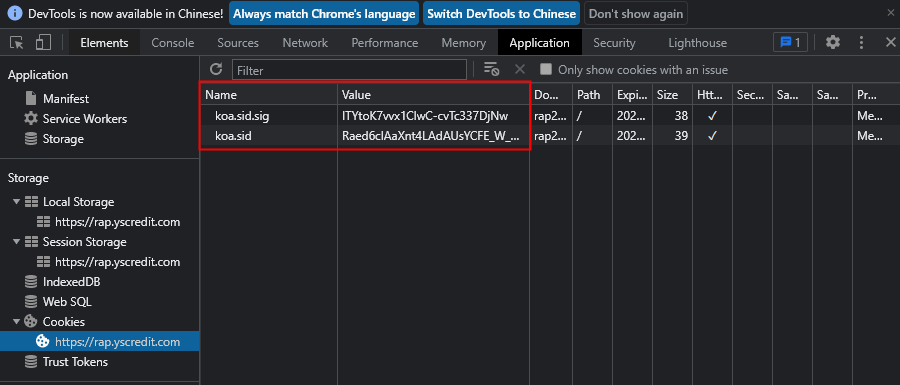 DevTools is now available in Chinese! Always match Chrome's language Switch DevTools to Chinese Don't show again
Elements Console Sources Network Performance Memory Application Security Lighthouse 1
Application
Manifest
Service Workers
Storage
Storage
Local Storage
https://rap.yscredit.com
Session Storage
https://rap.yscredit.com
IndexedDB
Web SQL
Cookies
https://rap.yscredit.com
Trust Tokens
Filter Only show cookies with an issue
Name Value Do... Path Expi... Size Htt... Sec... Sa... Sa... Pr...
koa.sid.sig ITYtoK7vvx1CIwC-cvTc337DjNw rap2... / 202... 38 ✓ Me...
koa.sid Raed6cIAaXnt4LAdAUsYCFE_W_... rap2... / 202... 39 ✓ Me...